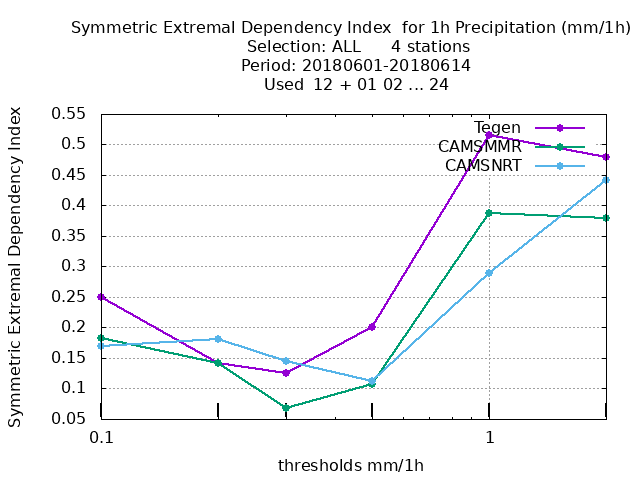 Symmetric Extremal Dependency Index  for 1h Precipitation (mm/1h)
Selection: ALL      4 stations
Period: 20180601-20180614
Used  12 + 01 02 ... 24
Symmetric Extremal Dependency Index
0.55
0.5
0.45
0.4
0.35
0.3
0.25
0.2
0.15
0.1
0.05
Tegen
CAMSMMR
CAMSNRT
0.1
1
thresholds mm/1h